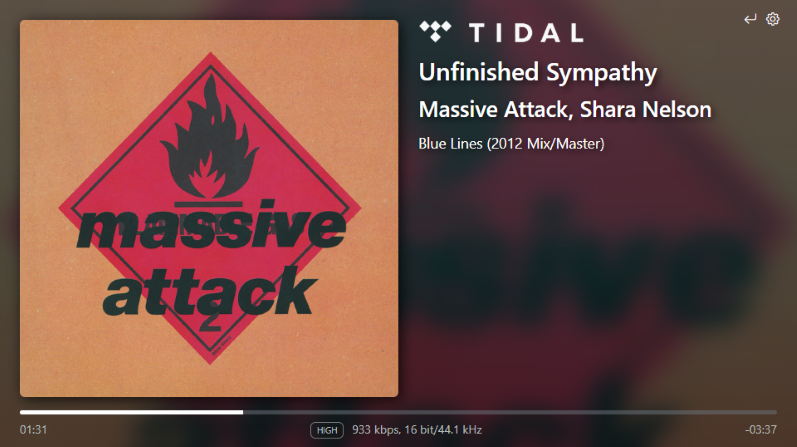 TIDAL
Unfinished Sympathy
Massive Attack, Shara Nelson
Blue Lines (2012 Mix/Master)
massive
attack
2
01:31
HIGH 933 kbps, 16 bit/44.1 kHz
-03:37